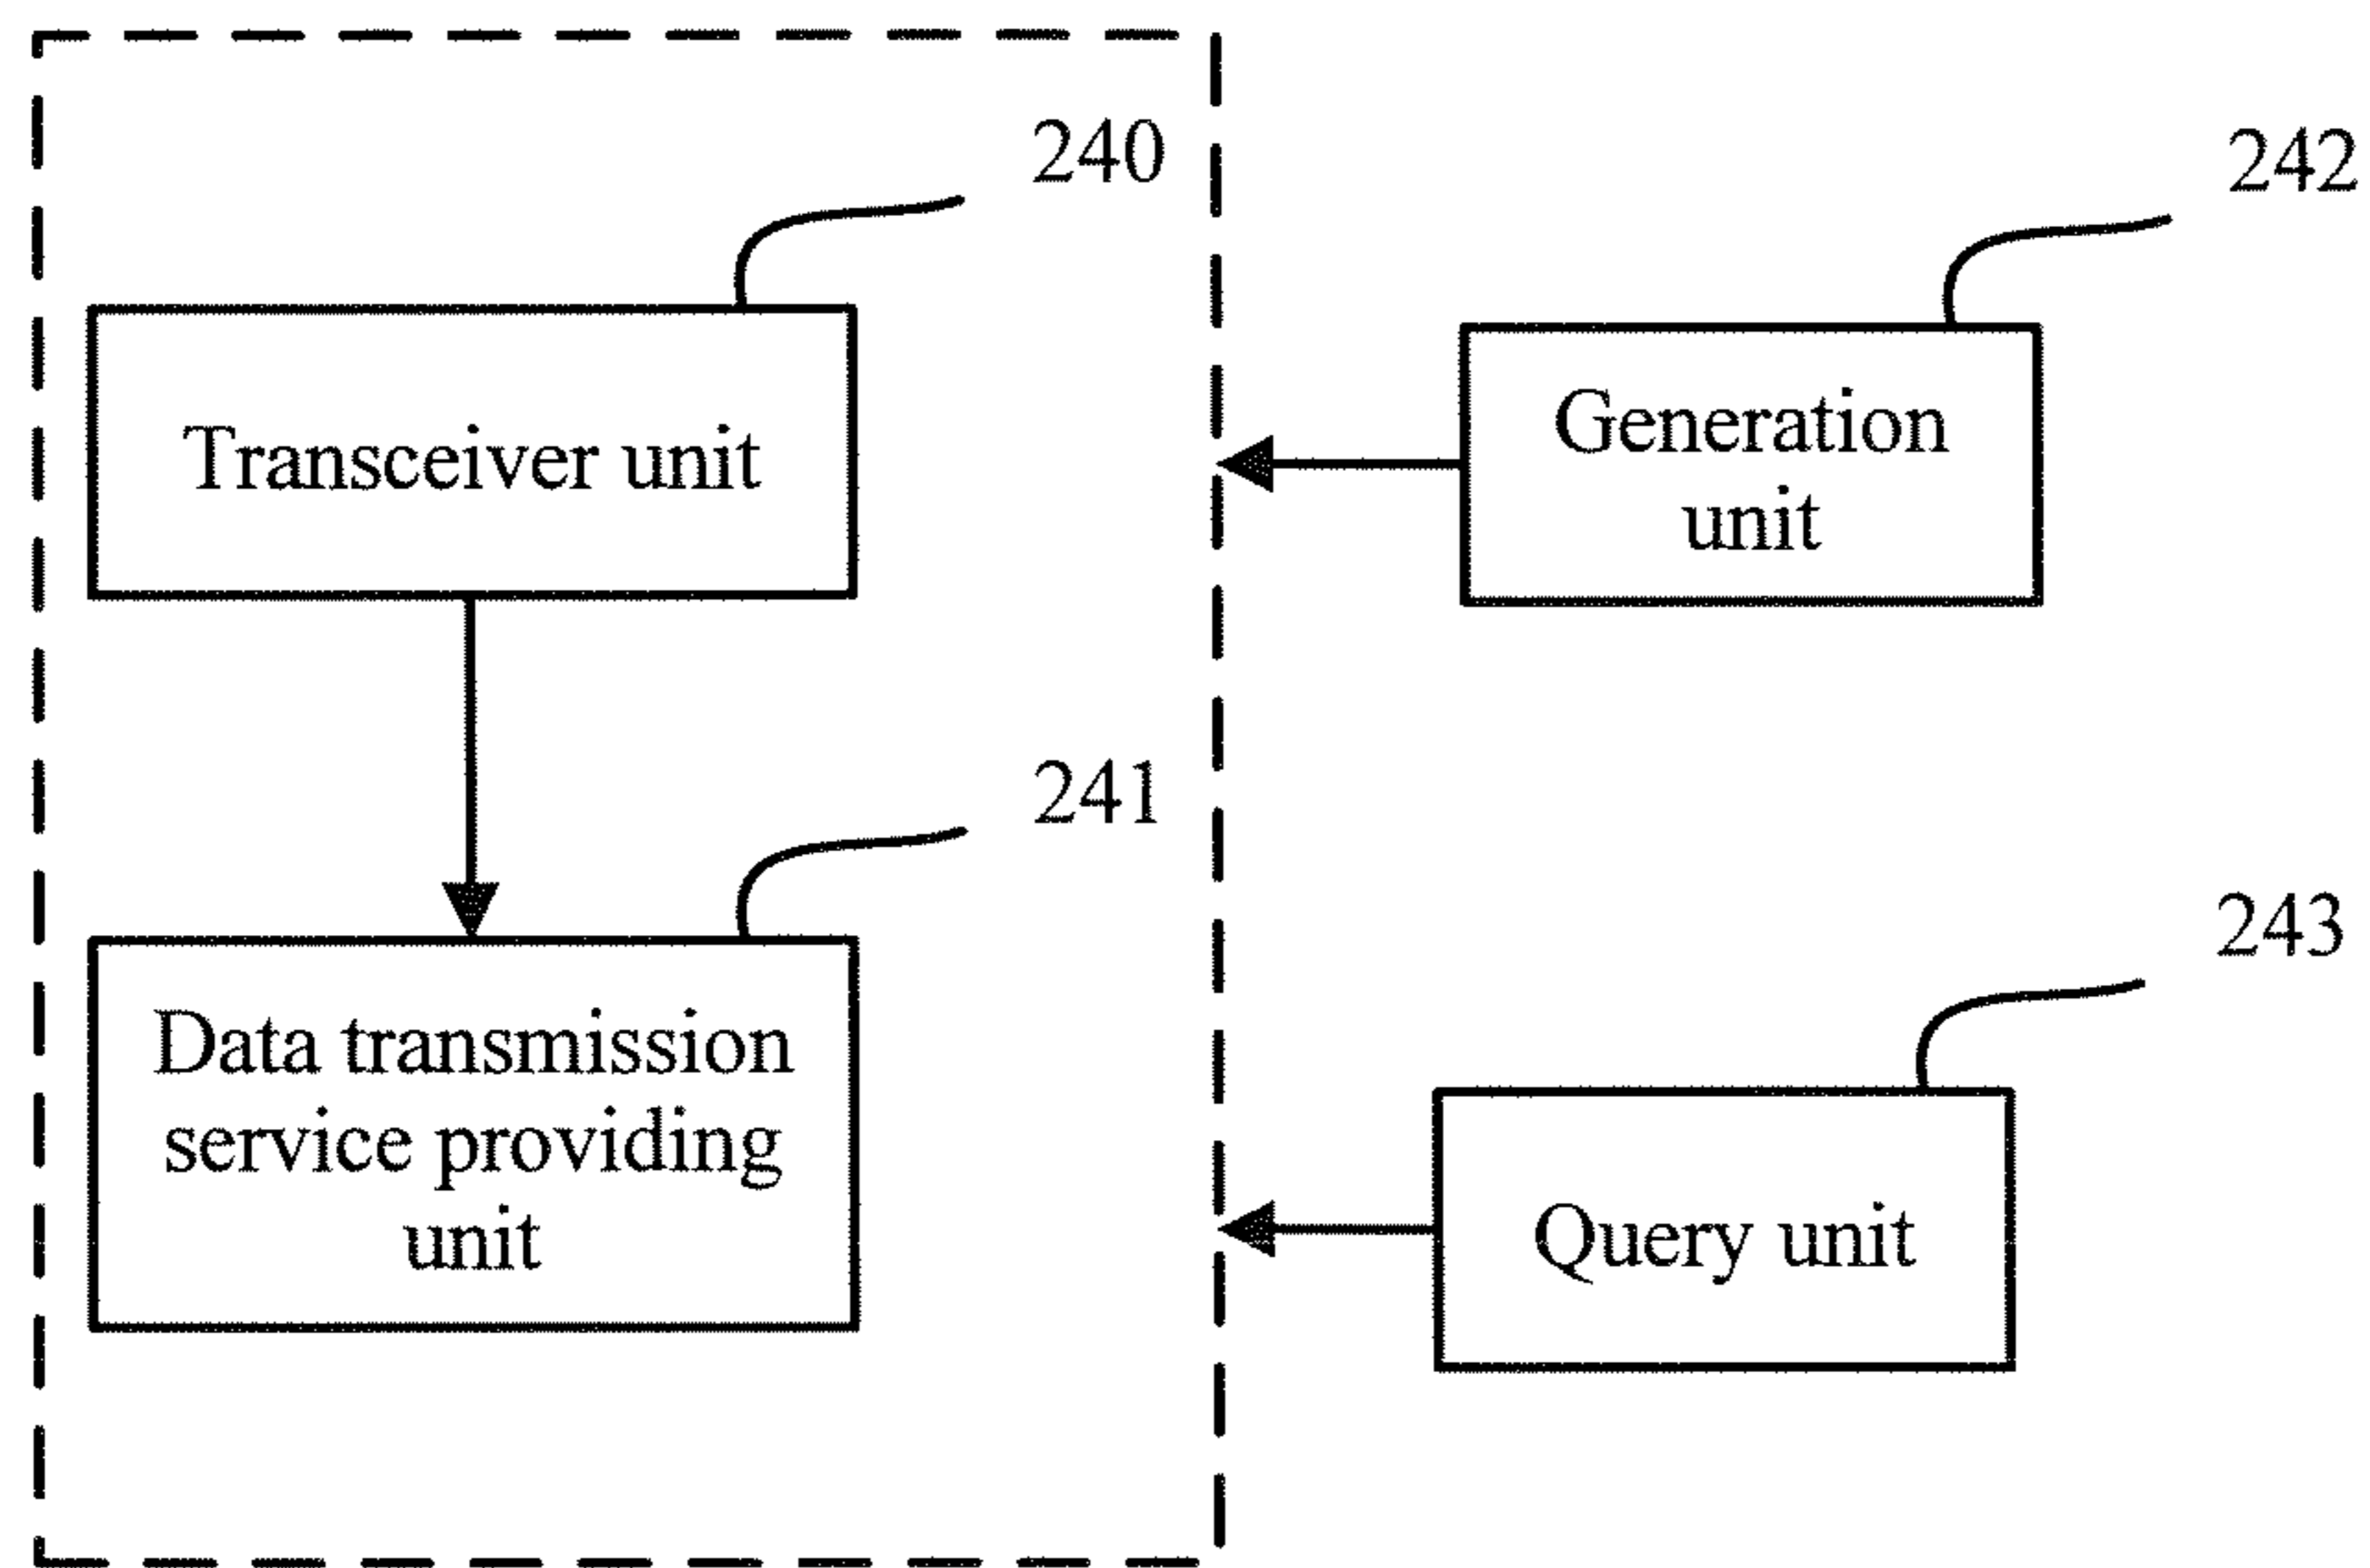 240
242
Transceiver unit
Generation
unit
241
243
Data transmission
service providing
unit
Query unit